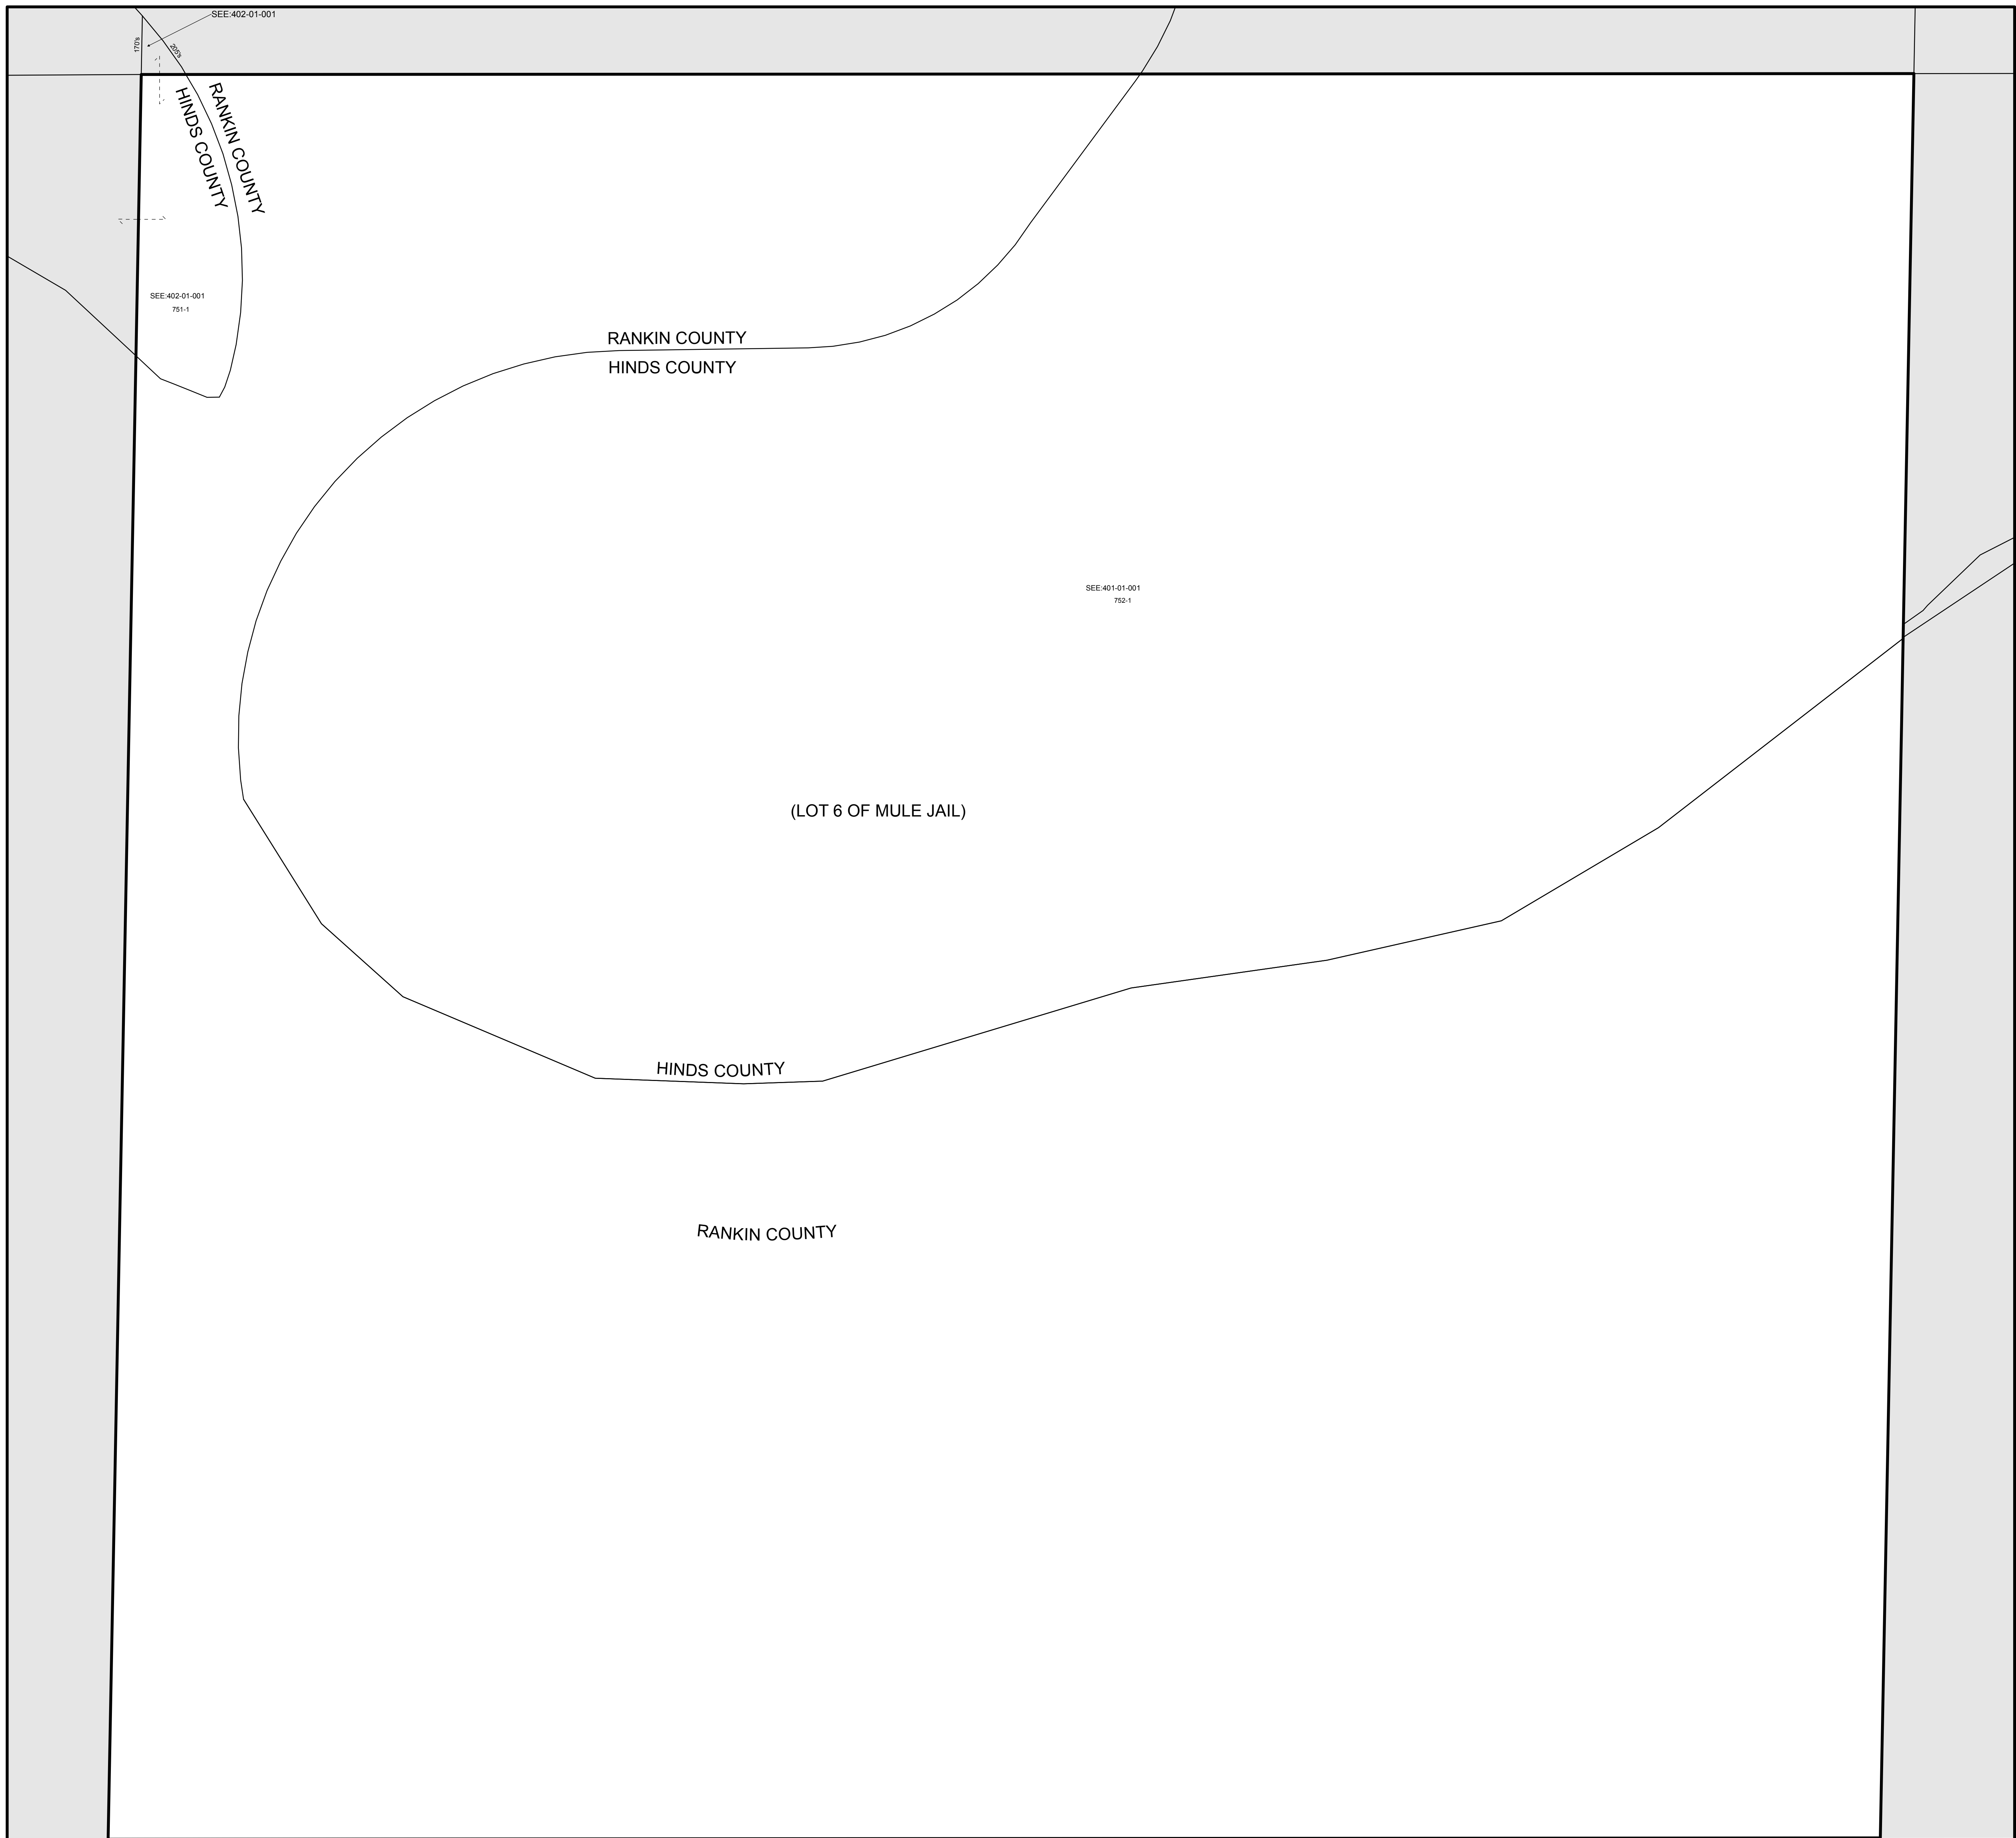 SEE:402-01-001
170's
205's
RANKIN COUNTY
HINDS COUNTY
SEE:402-01-001
751-1
RANKIN COUNTY
HINDS COUNTY
SEE:401-01-001
752-1
(LOT 6 OF MULE JAIL)
HINDS COUNTY
RANKIN COUNTY